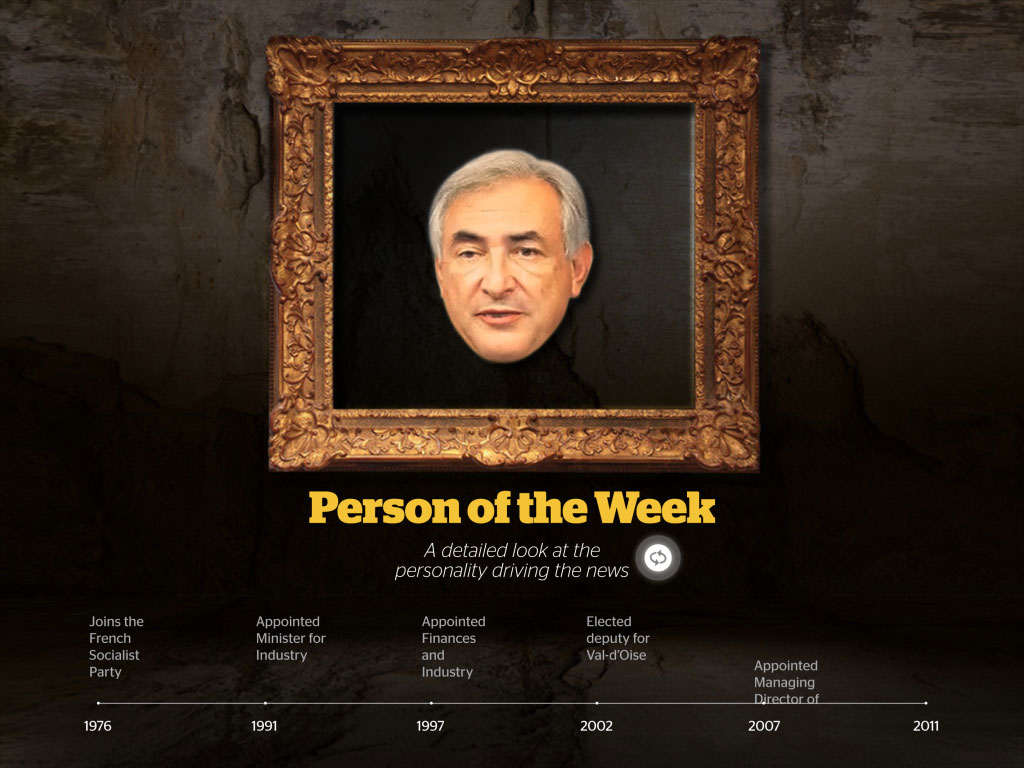 Person of the Week
A detailed look at the
personality driving the news
Joins the
French
Socialist
Party
Appointed
Minister for
Industry
Appointed
Finances
and
Industry
Elected
deputy for
Val-d'Oise
Appointed
Managing
Director of
1976
1991
1997
2002
2007
2011